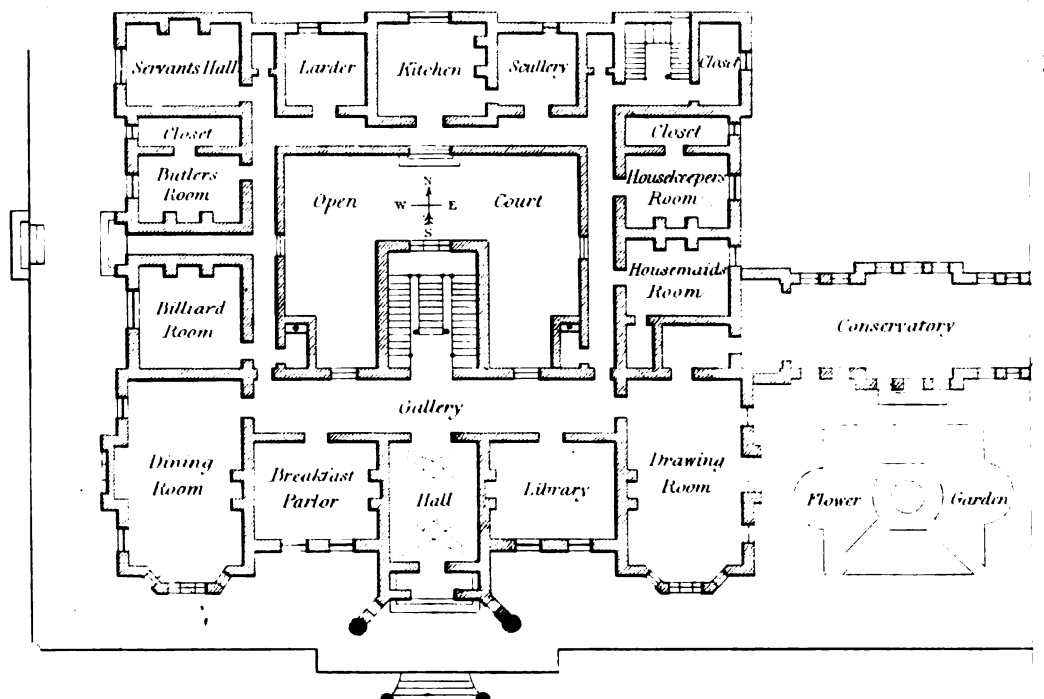 Servants Hall
Larder
Kitchen
Scullery
Closet
Closet
Closet
Butlers
Room
Open
N
W E
S
Court
Housekeepers
Room
Billiard
Room
Housemaids
Room
Conservatory
Gallery
Dining
Room
Breakfast
Parlor
Hall
Library
Drawing
Room
Flower
Garden